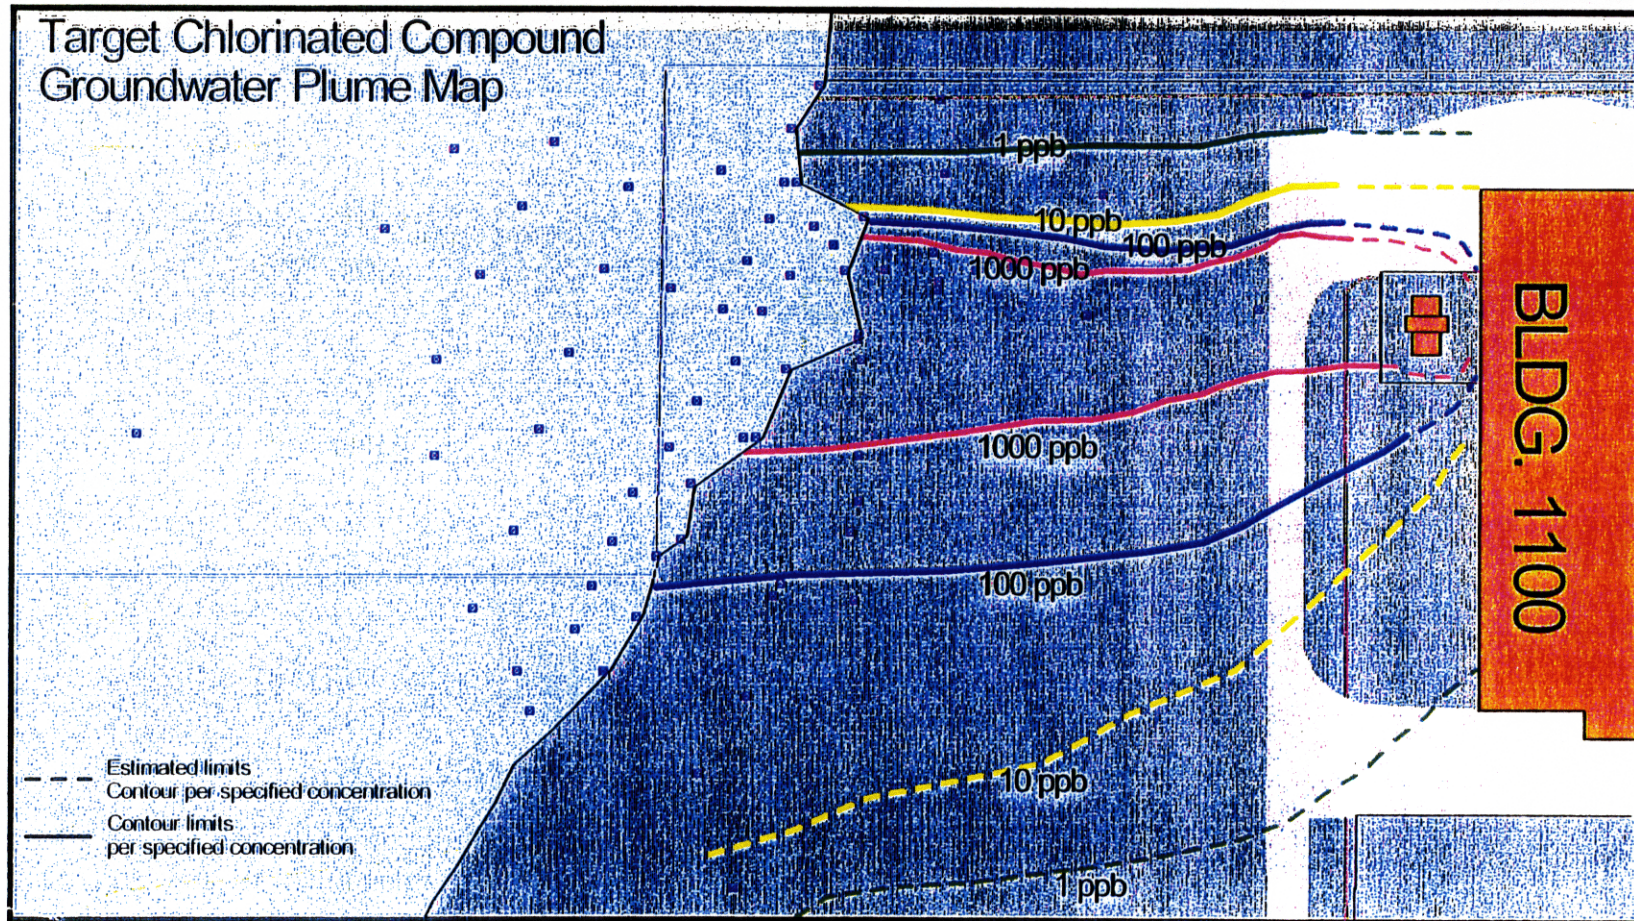 Target Chlorinated Compound
Groundwater Plume Map
1 ppb
10 ppb
100 ppb
1000 ppb
BLDG. 1100
1000 ppb
100 ppb
10 ppb
1 ppb
Estimated limits
Contour per specified concentration
Contour limits
per specified concentration